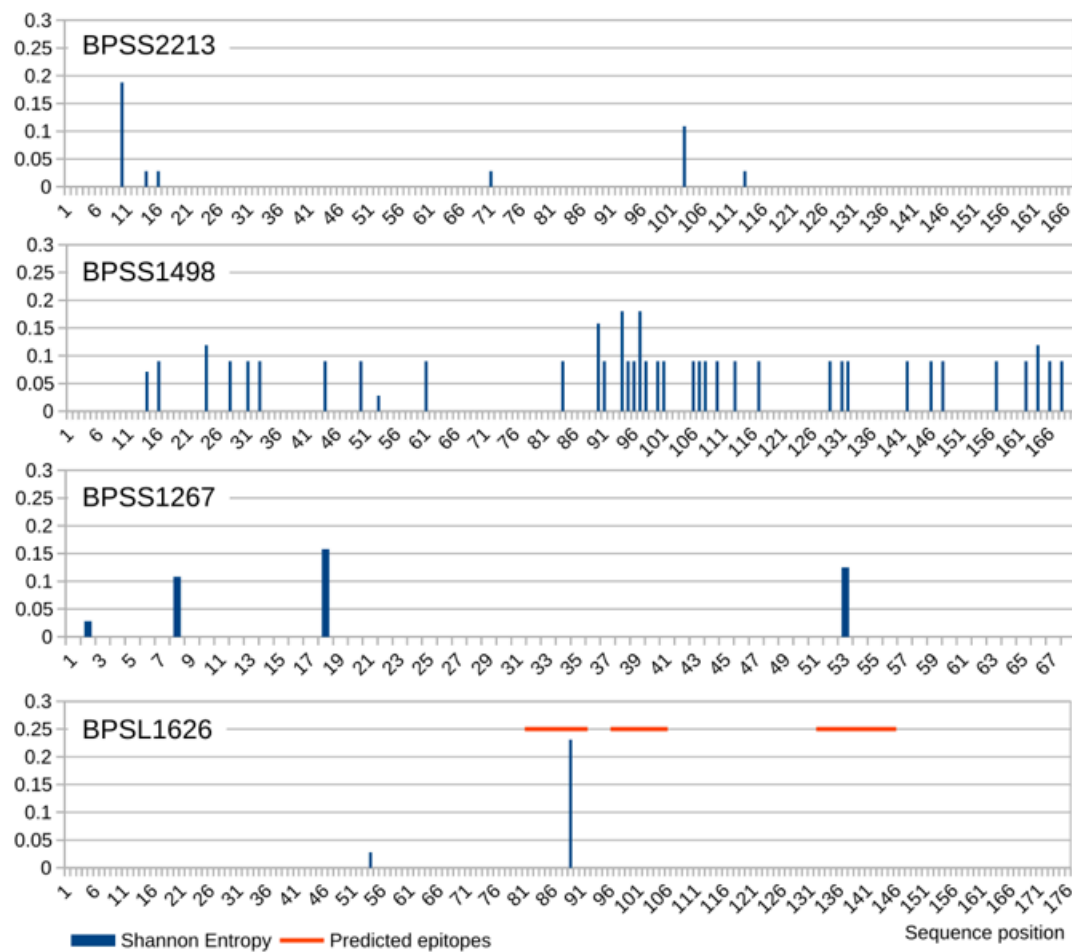 BPSS2213
0.3
0.25
0.2
0.15
0.1
0.05
0
1 6 11 16 21 26 31 36 41 46 51 56 61 66 71 76 81 86 91 96 101 106 111 116 121 126 131 136 141 146 151 156 161 166
BPSS1498
0.3
0.25
0.2
0.15
0.1
0.05
0
1 6 11 16 21 26 31 36 41 46 51 56 61 66 71 76 81 86 91 96 101 106 111 116 121 126 131 136 141 146 151 156 161 166
BPSS1267
0.3
0.25
0.2
0.15
0.1
0.05
0
1 3 5 7 9 11 13 15 17 19 21 23 25 27 29 31 33 35 37 39 41 43 45 47 49 51 53 55 57 59 61 63 65 67
BPSL1626
0.3
0.25
0.2
0.15
0.1
0.05
0
1 6 11 16 21 26 31 36 41 46 51 56 61 66 71 76 81 86 91 96 101 106 111 116 121 126 131 136 141 146 151 156 161 166 171 176
Shannon Entropy Predicted epitopes
Sequence position